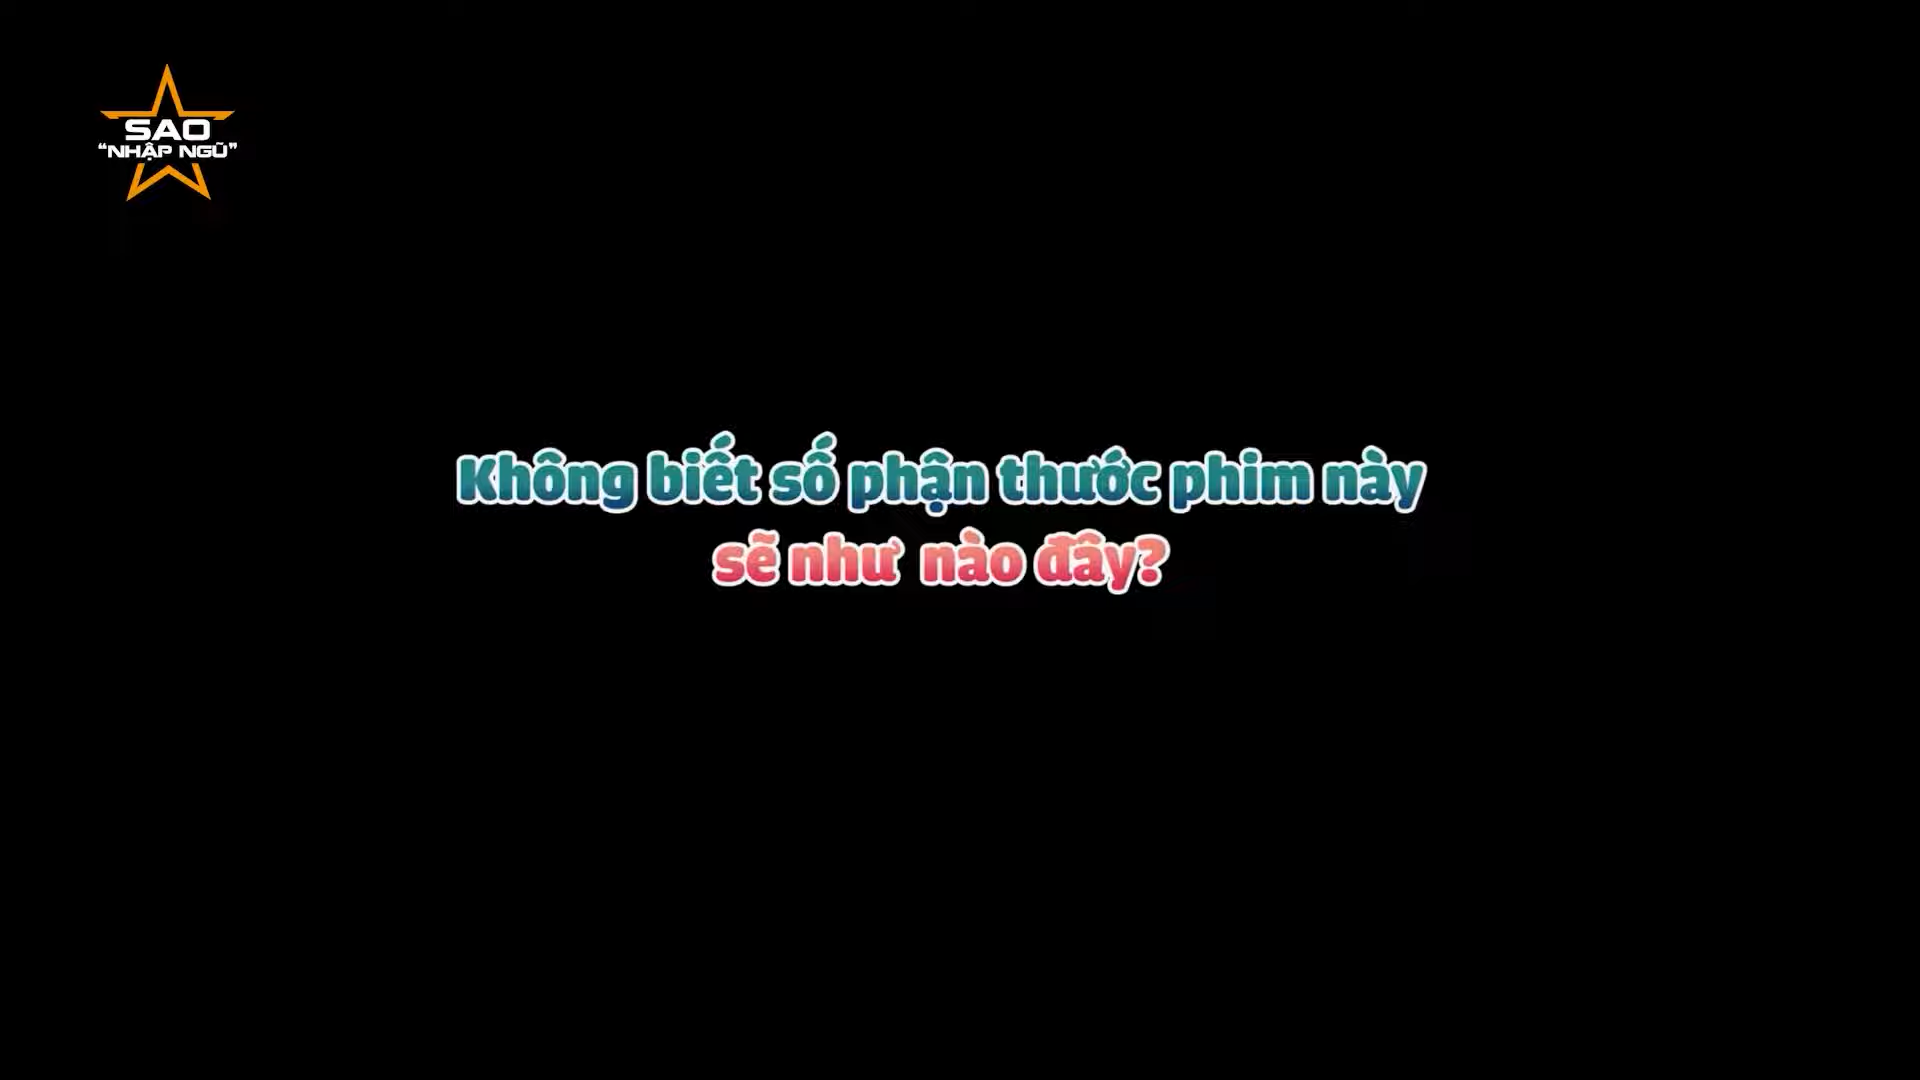 SAO
“NHẬP NGŨ”
Không biết số phận thước phim này
sẽ như nào đây?